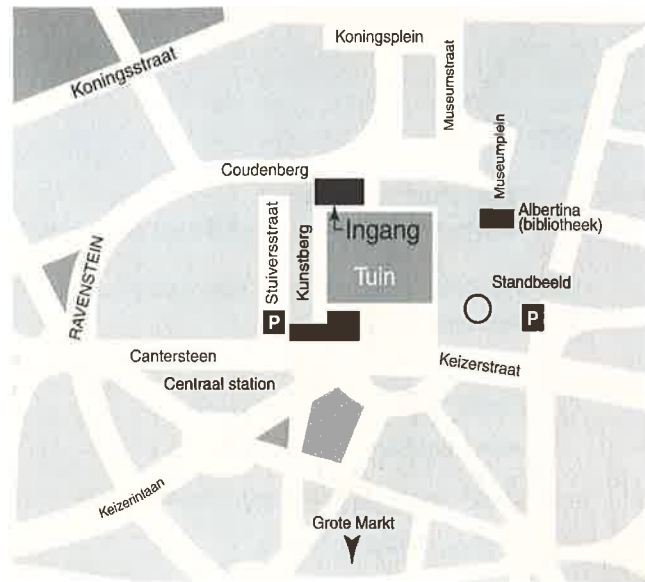 Koningsplein
Koningsstraat
Museumstraat
Museumplein
Coudenberg
Albertina
(bibliotheek)
Ingang
Stuiversstraat
Kunstberg
RAVENSTEIN
Tuin
Standbeeld
P
P
Cantersteen
Keizerstraat
Centraal station
Keizerinlaan
Grote Markt